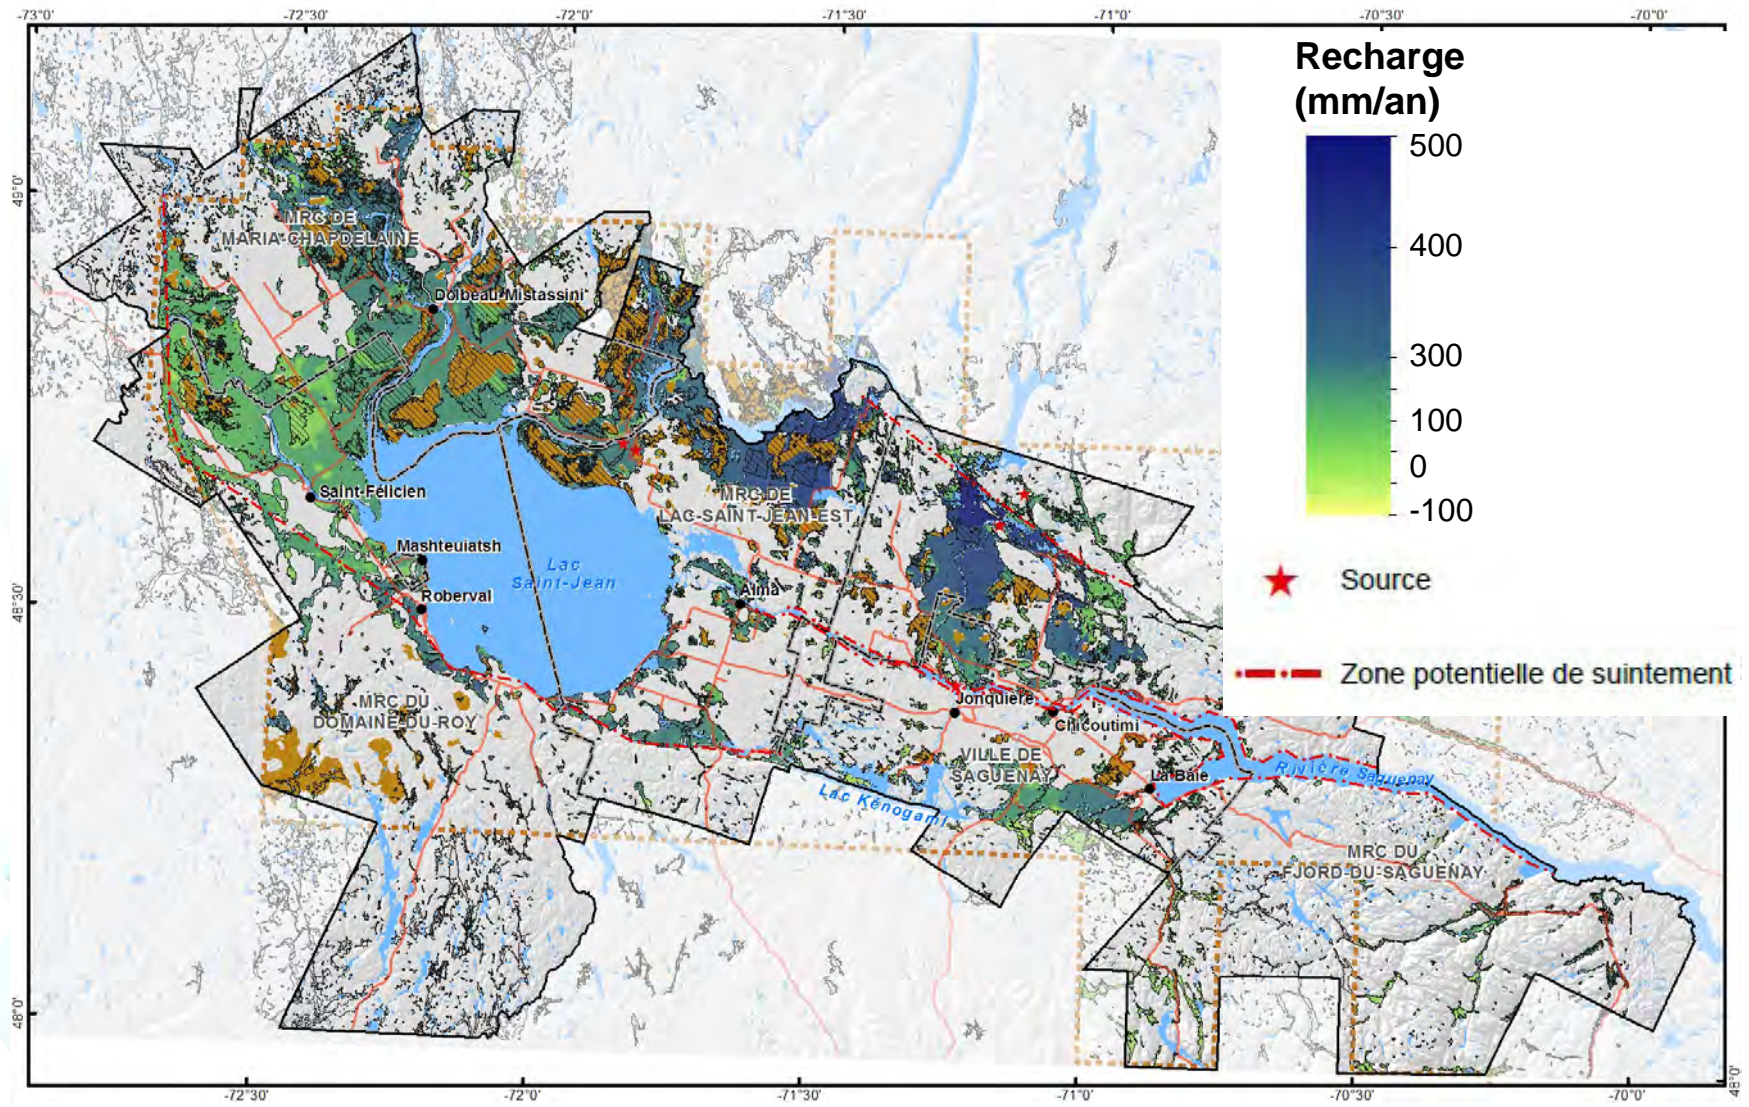 -73°0'
-72°30'
-72°0'
-71°30'
-71°0'
-70°30'
-70°0'
Recharge
(mm/an)
500
400
300
100
0
-100
Source
Zone potentielle de suintement
49°0'
48°30'
48°0'
MRC DE
MARIA-CHAPDELAINE
Dolbeau-Mistassini
Saint-Félicien
MRC DE
LAC-SAINT-JEAN-EST
Mashteuiatsh
Lac
Saint-Jean
Roberval
Alma
MRC DU
DOMAINE-DU-ROY
Jonquière
Chicoutimi
VILLE DE
SAGUENAY
La Baie
Rivière Saguenay
Lac Kénogami
MRC DU
FJORD-DU-SAGUENAY
48°0'
-72°30'
-72°0'
-71°30'
-71°0'
-70°30'
-70°0'